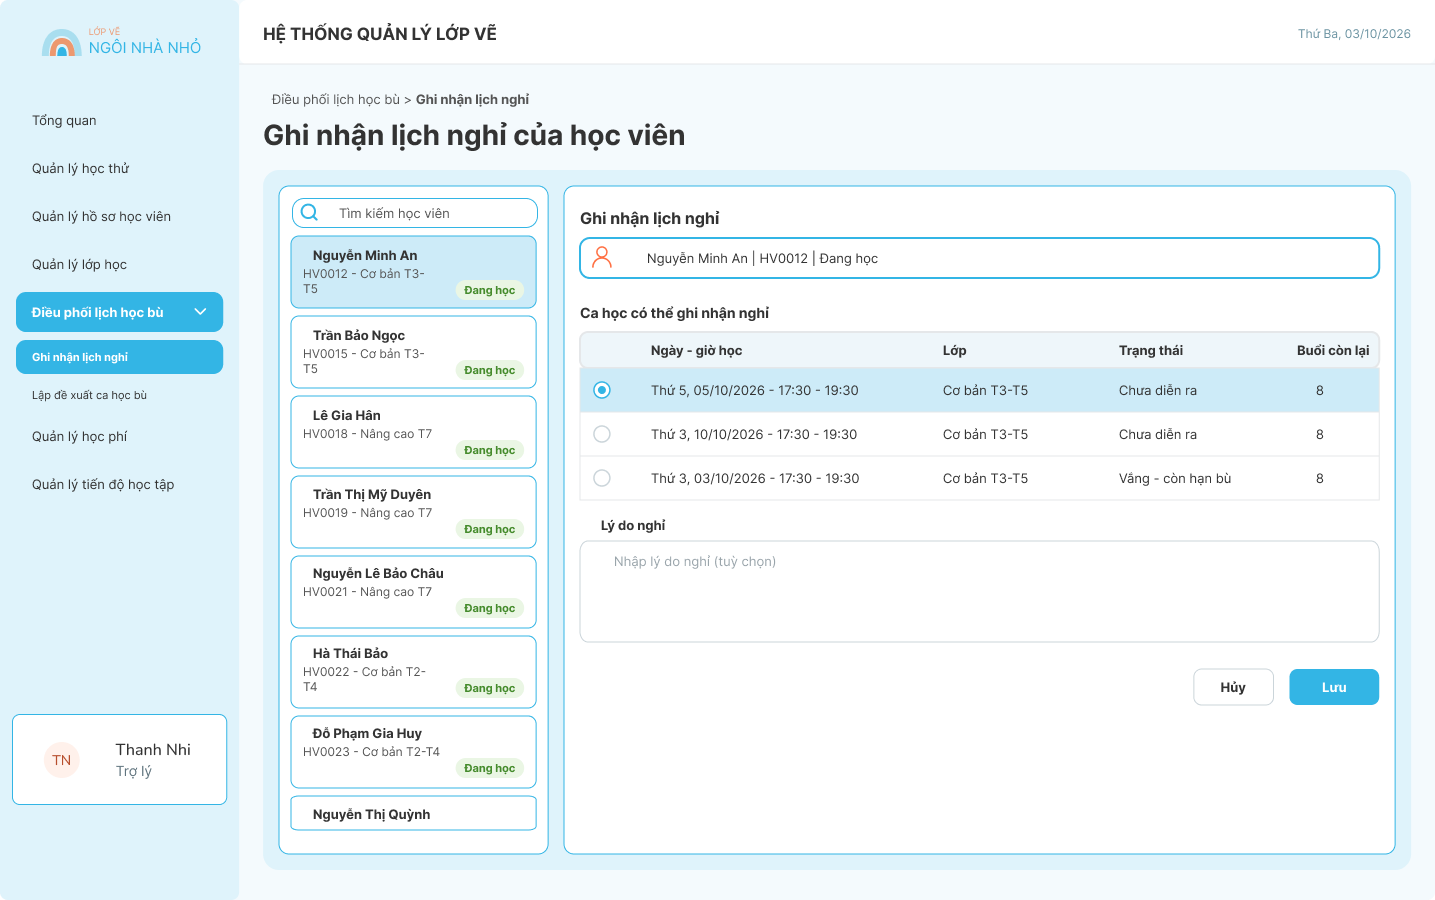 LỚP VẼ
NGÔI NHÀ NHỎ
HỆ THỐNG QUẢN LÝ LỚP VẼ
Thứ Ba, 03/10/2026
Tổng quan
Quản lý học thử
Quản lý hồ sơ học viên
Quản lý lớp học
Điều phối lịch học bù
Ghi nhận lịch nghỉ
Lập đề xuất ca học bù
Quản lý học phí
Quản lý tiến độ học tập
TN
Thanh Nhi
Trợ lý
Điều phối lịch học bù > Ghi nhận lịch nghỉ
Ghi nhận lịch nghỉ của học viên
Tìm kiếm học viên
Nguyễn Minh An
HV0012 - Cơ bản T3-
T5
Đang học
Trần Bảo Ngọc
HV0015 - Cơ bản T3-
T5
Đang học
Lê Gia Hân
HV0018 - Nâng cao T7
Đang học
Trần Thị Mỹ Duyên
HV0019 - Nâng cao T7
Đang học
Nguyễn Lê Bảo Châu
HV0021 - Nâng cao T7
Đang học
Hà Thái Bảo
HV0022 - Cơ bản T2-
T4
Đang học
Đỗ Phạm Gia Huy
HV0023 - Cơ bản T2-T4
Đang học
Nguyễn Thị Quỳnh
Ghi nhận lịch nghỉ
Nguyễn Minh An | HV0012 | Đang học
Ca học có thể ghi nhận nghỉ
Ngày - giờ học Lớp Trạng thái Buổi còn lại
Thứ 5, 05/10/2026 - 17:30 - 19:30 Cơ bản T3-T5 Chưa diễn ra 8
Thứ 3, 10/10/2026 - 17:30 - 19:30 Cơ bản T3-T5 Chưa diễn ra 8
Thứ 3, 03/10/2026 - 17:30 - 19:30 Cơ bản T3-T5 Vắng - còn hạn bù 8
Lý do nghỉ
Nhập lý do nghỉ (tuỳ chọn)
Hủy
Lưu